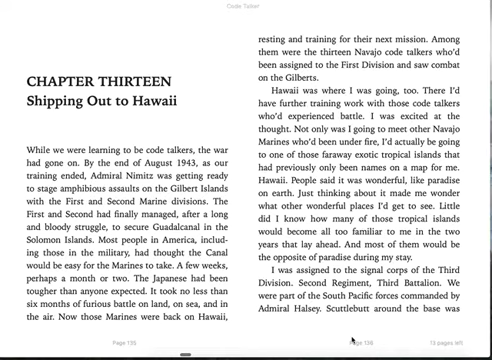 Code Talker
CHAPTER THIRTEEN
Shipping Out to Hawaii
While we were learning to be code talkers, the war
had gone on. By the end of August 1943, as our
training ended, Admiral Nimitz was getting ready
to stage amphibious assaults on the Gilbert Islands
with the First and Second Marine divisions. The
First and Second had finally managed, after a long
and bloody struggle, to secure Guadalcanal in the
Solomon Islands. Most people in America, includ-
ing those in the military, had thought the Canal
would be easy for the Marines to take. A few weeks,
perhaps a month or two. The Japanese had been
tougher than anyone expected. It took no less than
six months of furious battle on land, on sea, and in
the air. Now those Marines were back on Hawaii,
Page 135
resting and training for their next mission. Among
them were the thirteen Navajo code talkers who'd
been assigned to the First Division and saw combat
on the Gilberts.
Hawaii was where I was going, too. There I'd
have further training work with those code talkers
who'd experienced battle. I was excited at the
thought. Not only was I going to meet other Navajo
Marines who'd been under fire, I'd actually be going
to one of those faraway exotic tropical islands that
had previously only been names on a map for me.
Hawaii. People said it was wonderful, like paradise
on earth. Just thinking about it made me wonder
what other wonderful places I'd get to see. Little
did I know how many of those tropical islands
would become all too familiar to me in the two
years that lay ahead. And most of them would be
the opposite of paradise during my stay.
I was assigned to the signal corps of the Third
Division. Second Regiment, Third Battalion. We
were part of the South Pacific forces commanded by
Admiral Halsey. Scuttlebutt around the base was
Page 136
13 pages left